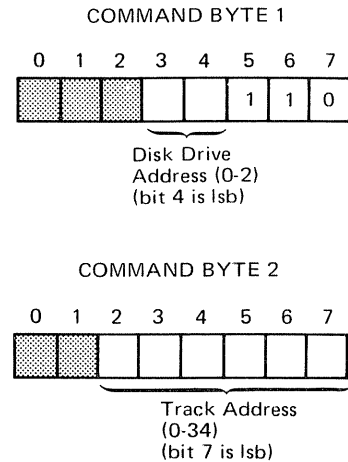 COMMAND BYTE 1
0 1 2 3 4 5 6 7
1 1 0
Disk Drive
Address (0-2)
(bit 4 is lsb)
COMMAND BYTE 2
0 1 2 3 4 5 6 7
Track Address
(0-34)
(bit 7 is lsb)